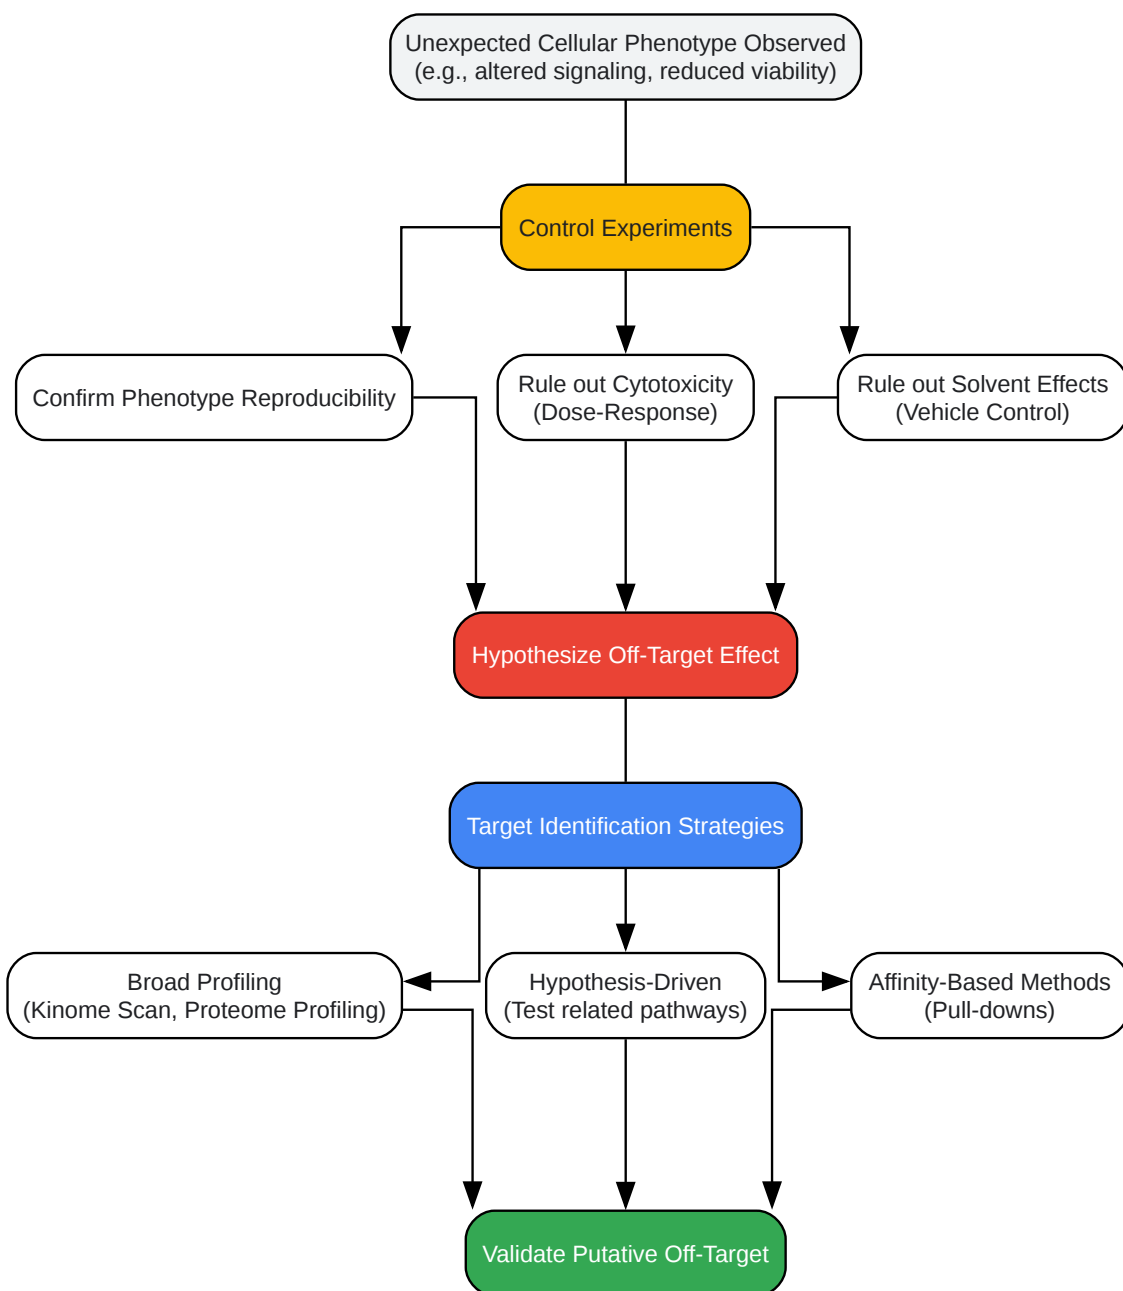 Unexpected Cellular Phenotype Observed
(e.g., altered signaling, reduced viability)
Control Experiments
Confirm Phenotype Reproducibility
Rule out Cytotoxicity
(Dose-Response)
Rule out Solvent Effects
(Vehicle Control)
Hypothesize Off-Target Effect
Target Identification Strategies
Broad Profiling
(Kinome Scan, Proteome Profiling)
Hypothesis-Driven
(Test related pathways)
Affinity-Based Methods
(Pull-downs)
Validate Putative Off-Target